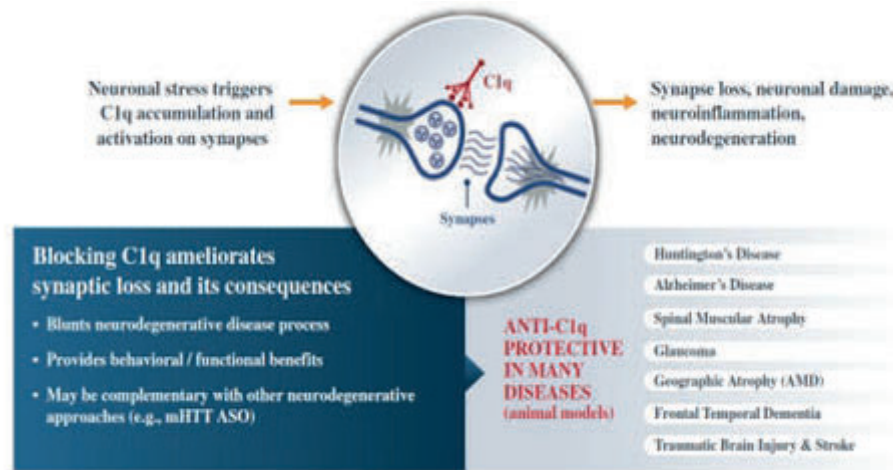 Neuronal stress triggers
C1q accumulation and
activation on synapses
C1q
Synapses
Synapse loss, neuronal damage,
neuroinflammation,
neurodegeneration
Blocking C1q ameliorates
synaptic loss and its consequences
• Blunts neurodegenerative disease process
• Provides behavioral / functional benefits
• May be complementary with other neurodegenerative
approaches (e.g., mHTT ASO)
ANTI-C1q
PROTECTIVE
IN MANY
DISEASES
(animal models)
Huntington's Disease
Alzheimer's Disease
Spinal Muscular Atrophy
Glaucoma
Geographic Atrophy (AMD)
Frontal Temporal Dementia
Traumatic Brain Injury & Stroke